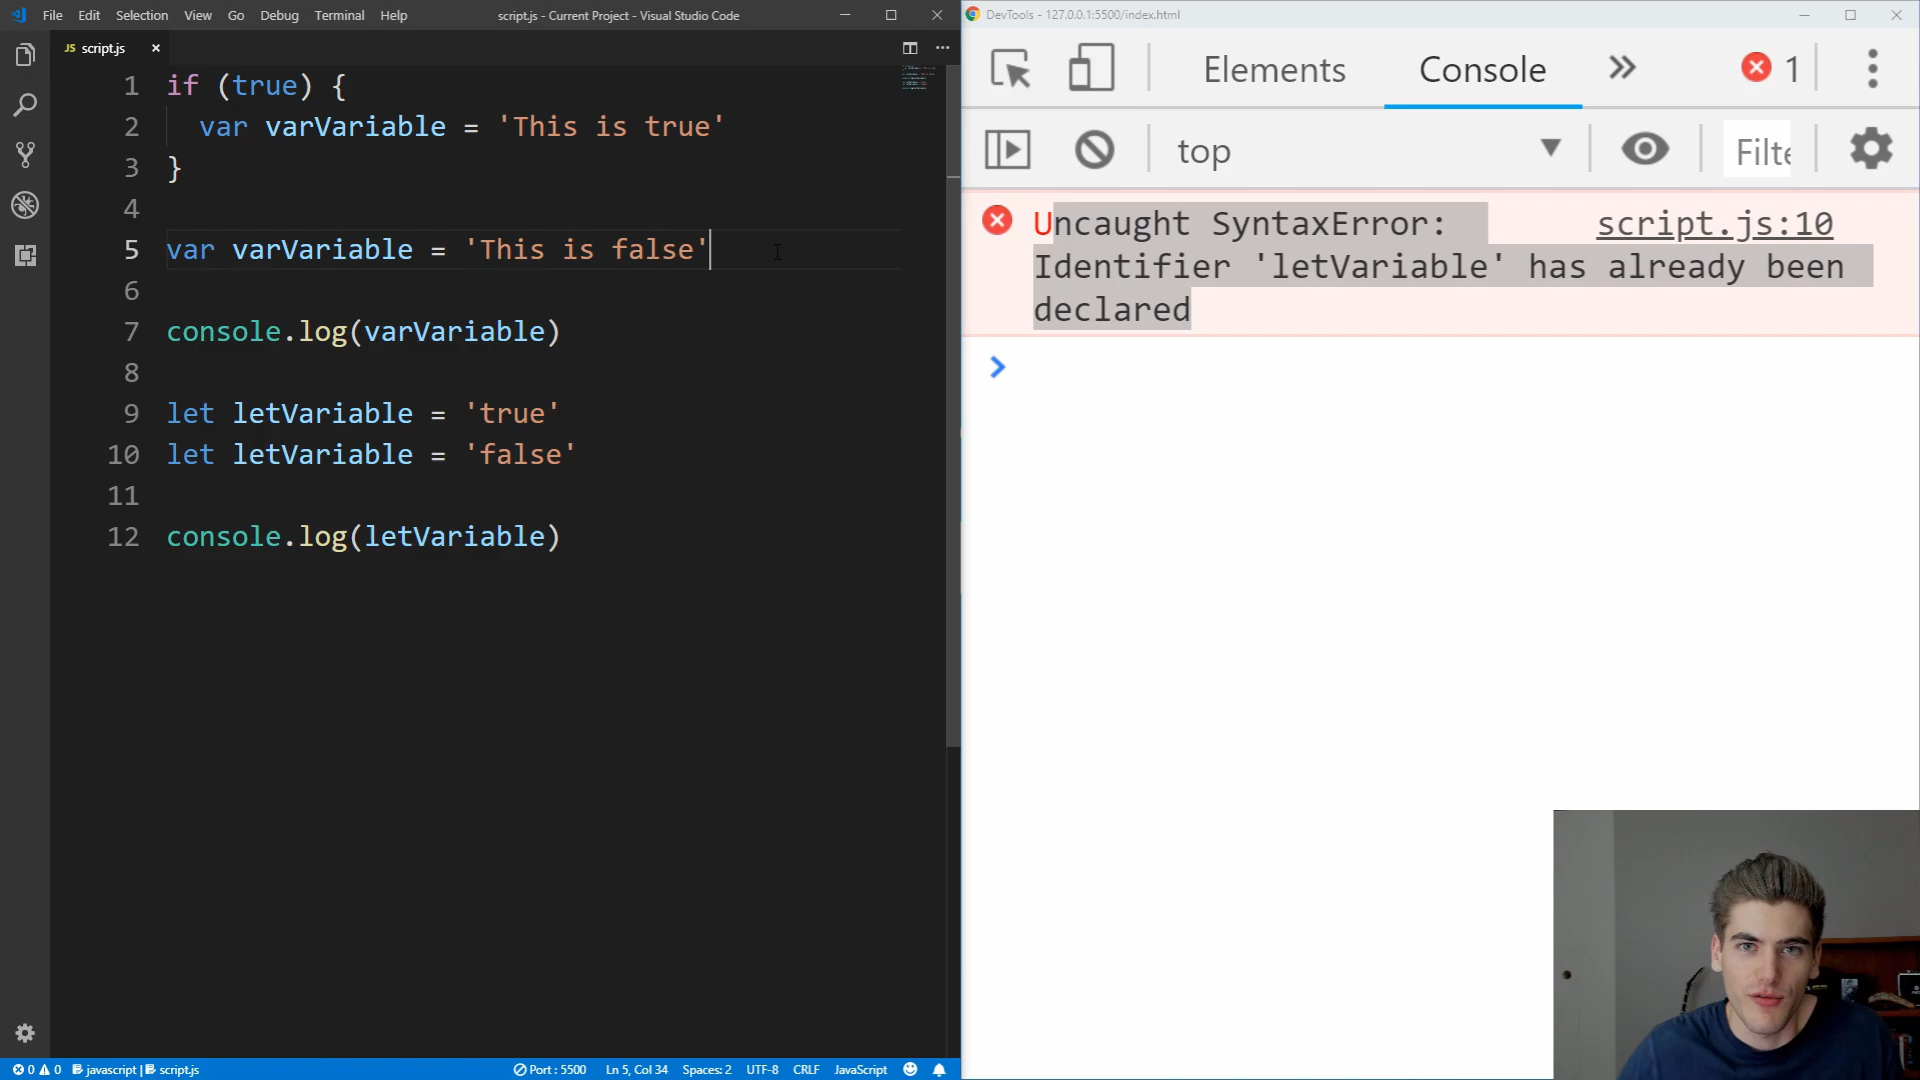 File Edit Selection View Go Debug Terminal Help
script.js - Current Project - Visual Studio Code
JS script.js
1 if (true) {
2 var varVariable = 'This is true'
3 }
4
5 var varVariable = 'This is false'
6
7 console.log(varVariable)
8
9 let letVariable = 'true'
10 let letVariable = 'false'
11
12 console.log(letVariable)
0 0 javascript | script.js Port : 5500 Ln 5, Col 34 Spaces: 2 UTF-8 CRLF JavaScript
DevTools - 127.0.0.1:5500/index.html
Elements Console 1
top Filte
Uncaught SyntaxError: script.js:10
Identifier 'letVariable' has already been
declared